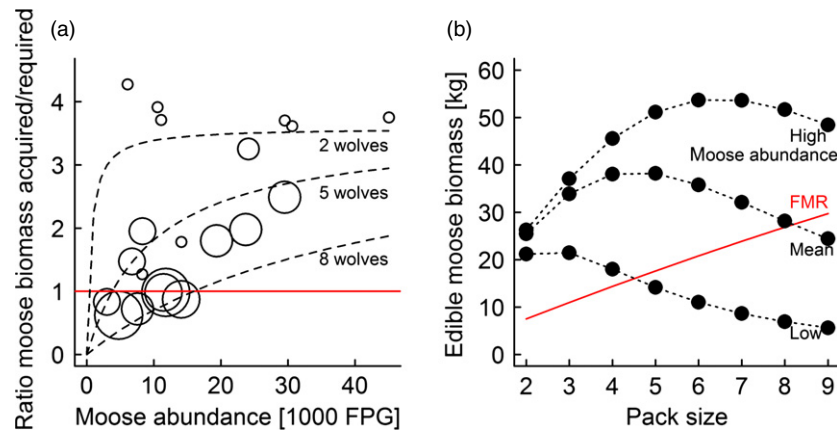 (a)
Ratio moose biomass acquired/required
4
3
2
1
0
2 wolves
5 wolves
8 wolves
0 10 20 30 40
Moose abundance [1000 FPG]
(b)
Edible moose biomass [kg]
60
50
40
30
20
10
0
High
Moose abundance
FMR
Mean
Low
2 3 4 5 6 7 8 9
Pack size